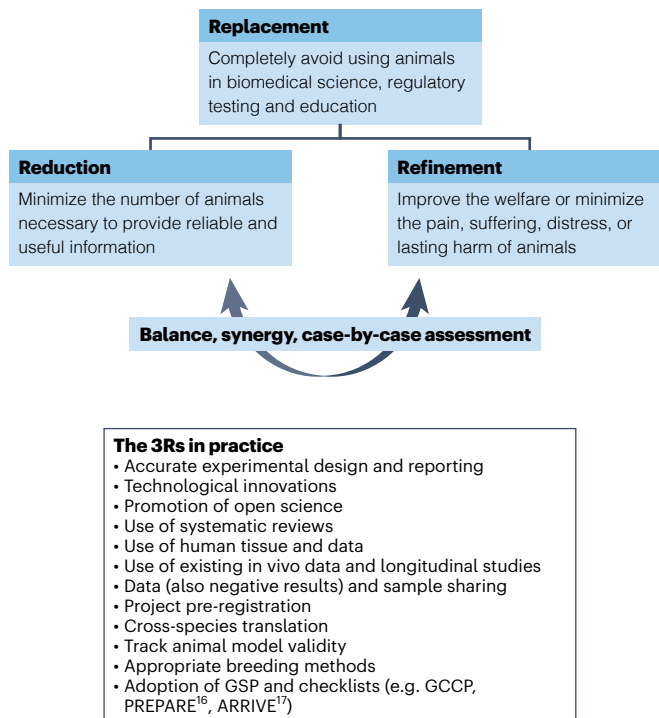 Replacement
Completely avoid using animals
in biomedical science, regulatory
testing and education
Reduction
Minimize the number of animals
necessary to provide reliable and
useful information
Refinement
Improve the welfare or minimize
the pain, suffering, distress, or
lasting harm of animals
Balance, synergy, case-by-case assessment
The 3Rs in practice
• Accurate experimental design and reporting
• Technological innovations
• Promotion of open science
• Use of systematic reviews
• Use of human tissue and data
• Use of existing in vivo data and longitudinal studies
• Data (also negative results) and sample sharing
• Project pre-registration
• Cross-species translation
• Track animal model validity
• Appropriate breeding methods
• Adoption of GSP and checklists (e.g. GCCP,
PREPARE¹⁶, ARRIVE¹⁷)